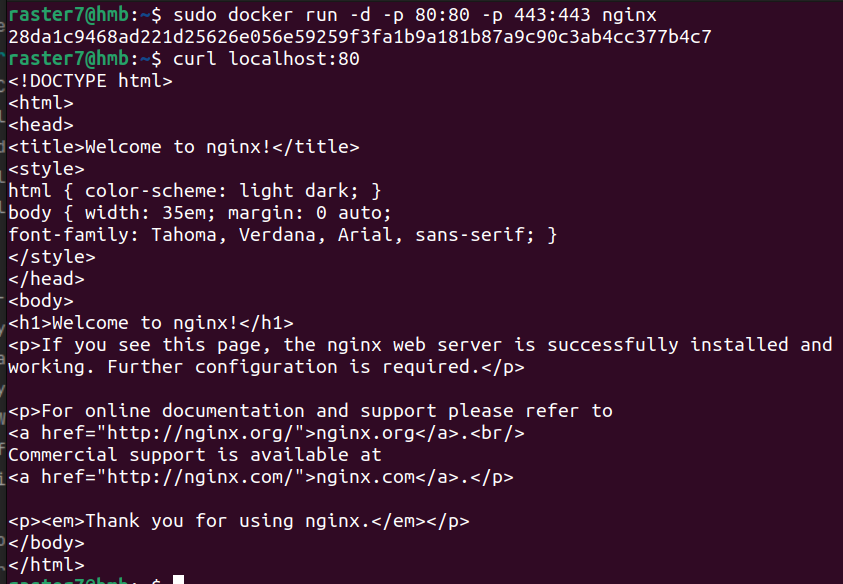 raster7@hmb:~$ sudo docker run -d -p 80:80 -p 443:443 nginx
28da1c9468ad221d25626e056e59259f3fa1b9a181b87a9c90c3ab4cc377b4c7
raster7@hmb:~$ curl localhost:80
<!DOCTYPE html>
<html>
<head>
<title>Welcome to nginx!</title>
<style>
html { color-scheme: light dark; }
body { width: 35em; margin: 0 auto;
font-family: Tahoma, Verdana, Arial, sans-serif; }
</style>
</head>
<body>
<h1>Welcome to nginx!</h1>
<p>If you see this page, the nginx web server is successfully installed and
working. Further configuration is required.</p>

<p>For online documentation and support please refer to
<a href="http://nginx.org/">nginx.org</a>.<br/>
Commercial support is available at
<a href="http://nginx.com/">nginx.com</a>.</p>

<p><em>Thank you for using nginx.</em></p>
</body>
</html>
raster7@hmb:~$